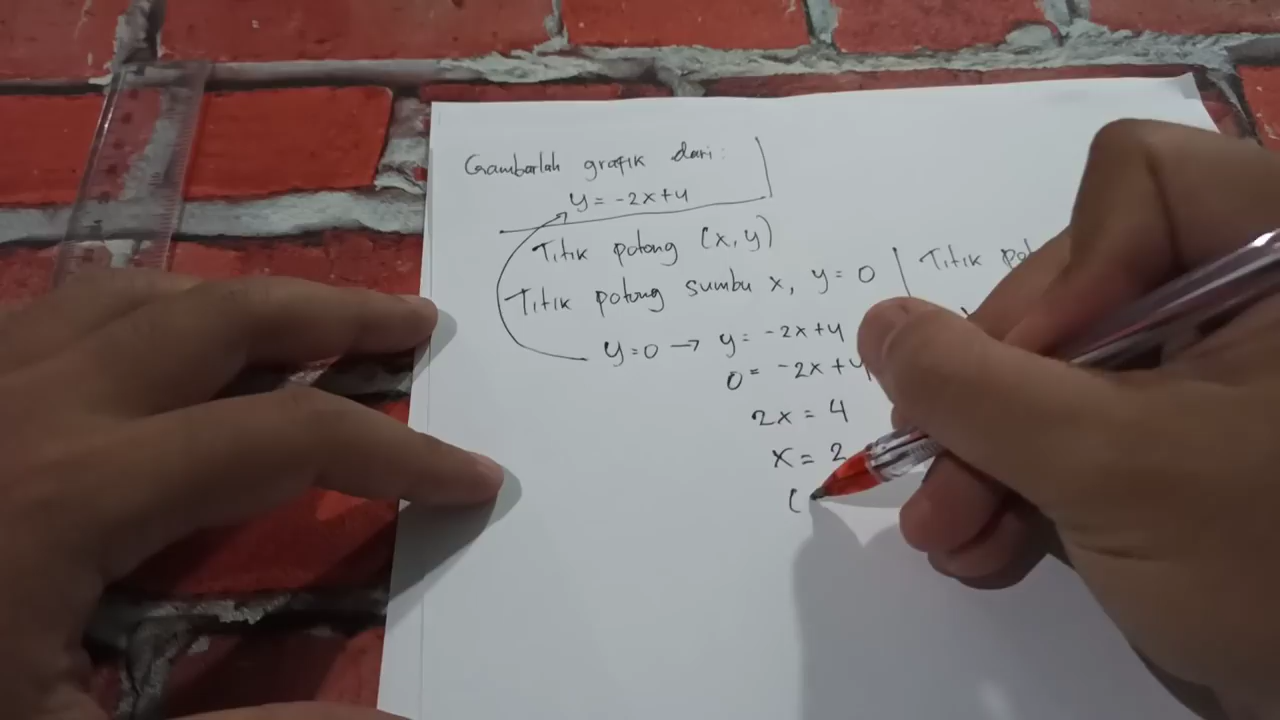 Gambarlah grafik dari:
y = -2x+4
Titik potong (x, y)
Titik potong sumbu x, y = 0
y=0 → y = -2x+4
0 = -2x+4
2x = 4
x = 2
(
Titik